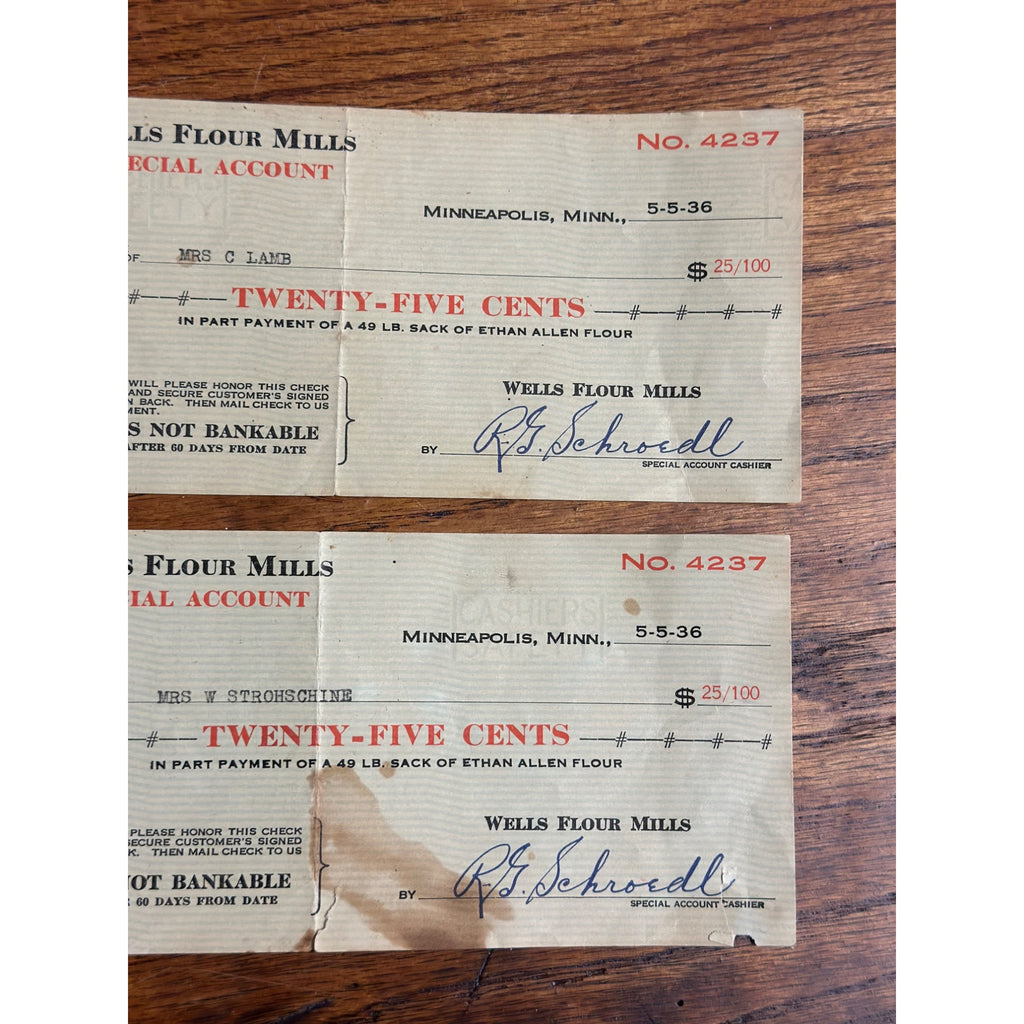 LLS FLOUR MILLS
ECIAL ACCOUNT
No. 4237
MINNEAPOLIS, MINN., 5-5-36
OF MRS C LAMB
$ 25/100
#——#—— TWENTY-FIVE CENTS ——#——#——#——#
IN PART PAYMENT OF A 49 LB. SACK OF ETHAN ALLEN FLOUR
WILL PLEASE HONOR THIS CHECK
AND SECURE CUSTOMER'S SIGNED
N BACK. THEN MAIL CHECK TO US
MENT.
S NOT BANKABLE
AFTER 60 DAYS FROM DATE
WELLS FLOUR MILLS
BY R.G. Schroedl
SPECIAL ACCOUNT CASHIER
S FLOUR MILLS
IAL ACCOUNT
No. 4237
CASHIERS
SAFETY
MINNEAPOLIS, MINN., 5-5-36
MRS W STROHSCHINE
$ 25/100
—#—— TWENTY-FIVE CENTS ——#——#——#——#
IN PART PAYMENT OF A 49 LB. SACK OF ETHAN ALLEN FLOUR
PLEASE HONOR THIS CHECK
SECURE CUSTOMER'S SIGNED
K. THEN MAIL CHECK TO US
OT BANKABLE
R 60 DAYS FROM DATE
WELLS FLOUR MILLS
BY R.G. Schroedl
SPECIAL ACCOUNT CASHIER